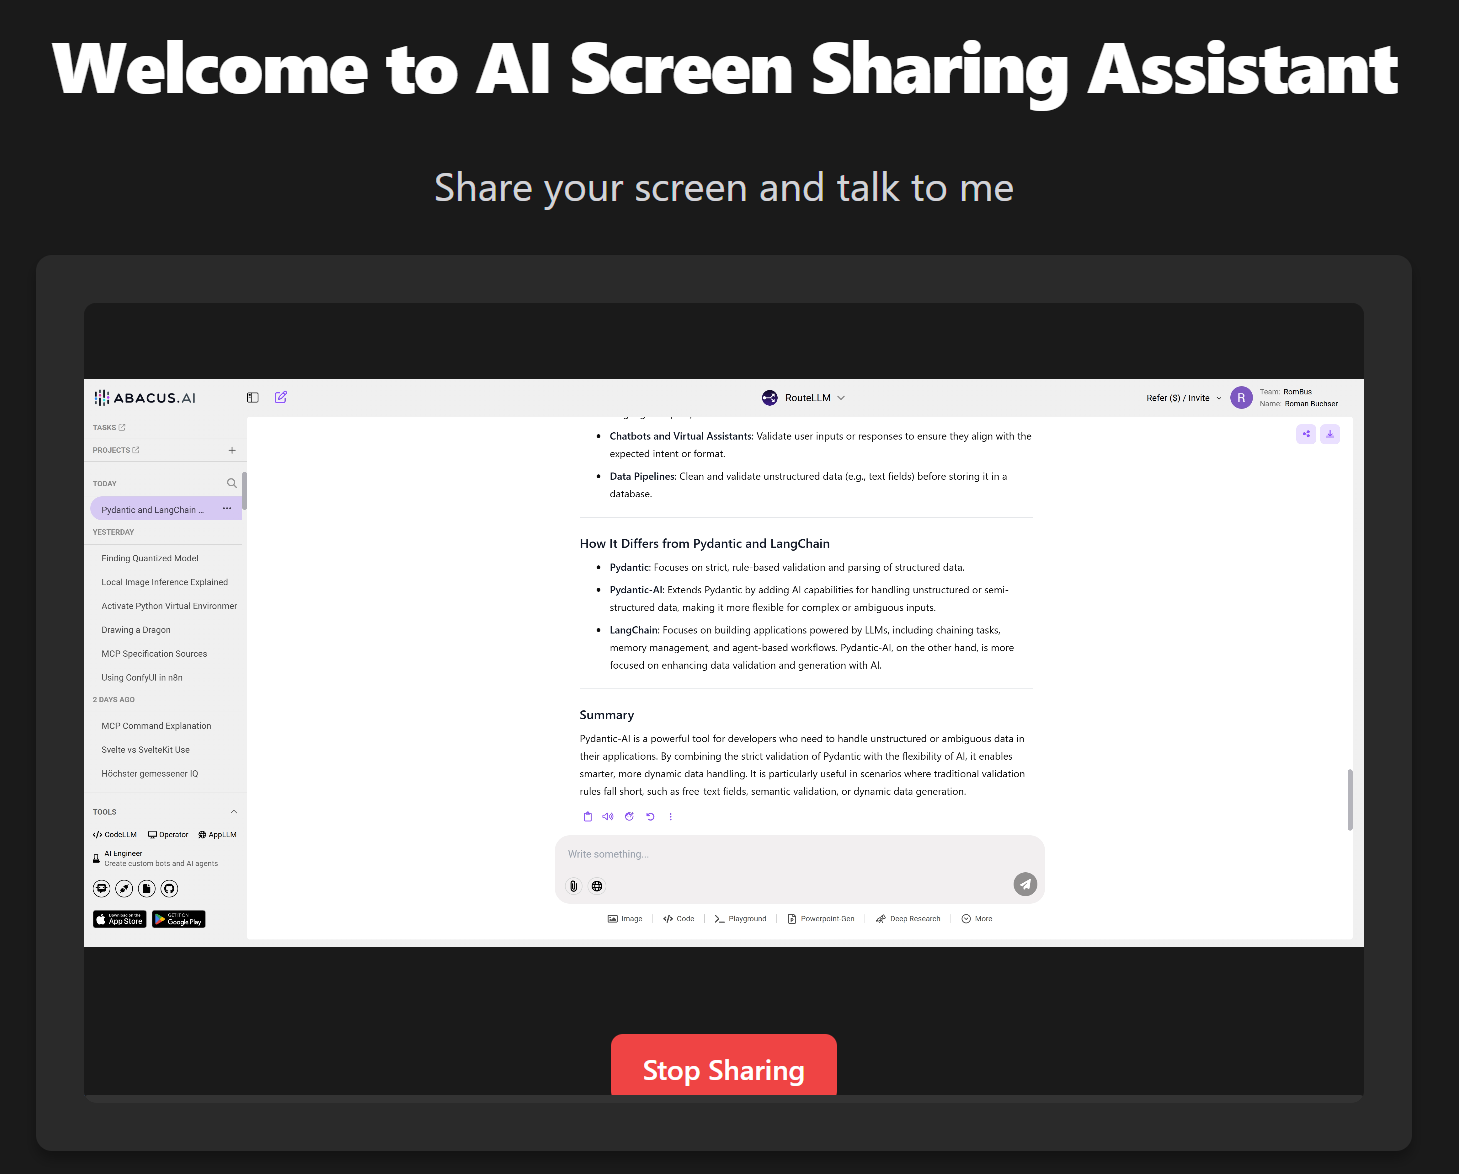 Welcome to AI Screen Sharing Assistant
Share your screen and talk to me
ABACUS.AI
RouteLLM
Refer ($) / Invite
R
Team: RomBus
Name: Roman Buchser
TASKS
PROJECTS
TODAY
Pydantic and LangChain ...
YESTERDAY
Finding Quantized Model
Local Image Inference Explained
Activate Python Virtual Environmer
Drawing a Dragon
MCP Specification Sources
Using ConfyUI in n8n
2 DAYS AGO
MCP Command Explanation
Svelte vs SvelteKit Use
Höchster gemessener IQ
TOOLS
CodeLLM
Operator
AppLLM
AI Engineer
Create custom bots and AI agents
Download on the
App Store
GET IT ON
Google Play
Chatbots and Virtual Assistants: Validate user inputs or responses to ensure they align with the
expected intent or format.
Data Pipelines: Clean and validate unstructured data (e.g., text fields) before storing it in a
database.
How It Differs from Pydantic and LangChain
Pydantic: Focuses on strict, rule-based validation and parsing of structured data.
Pydantic-AI: Extends Pydantic by adding AI capabilities for handling unstructured or semi-
structured data, making it more flexible for complex or ambiguous inputs.
LangChain: Focuses on building applications powered by LLMs, including chaining tasks,
memory management, and agent-based workflows. Pydantic-AI, on the other hand, is more
focused on enhancing data validation and generation with AI.
Summary
Pydantic-AI is a powerful tool for developers who need to handle unstructured or ambiguous data in
their applications. By combining the strict validation of Pydantic with the flexibility of AI, it enables
smarter, more dynamic data handling. It is particularly useful in scenarios where traditional validation
rules fall short, such as free text fields, semantic validation, or dynamic data generation.
Write something...
Image
Code
Playground
Powerpoint Gen
Deep Research
More
Stop Sharing